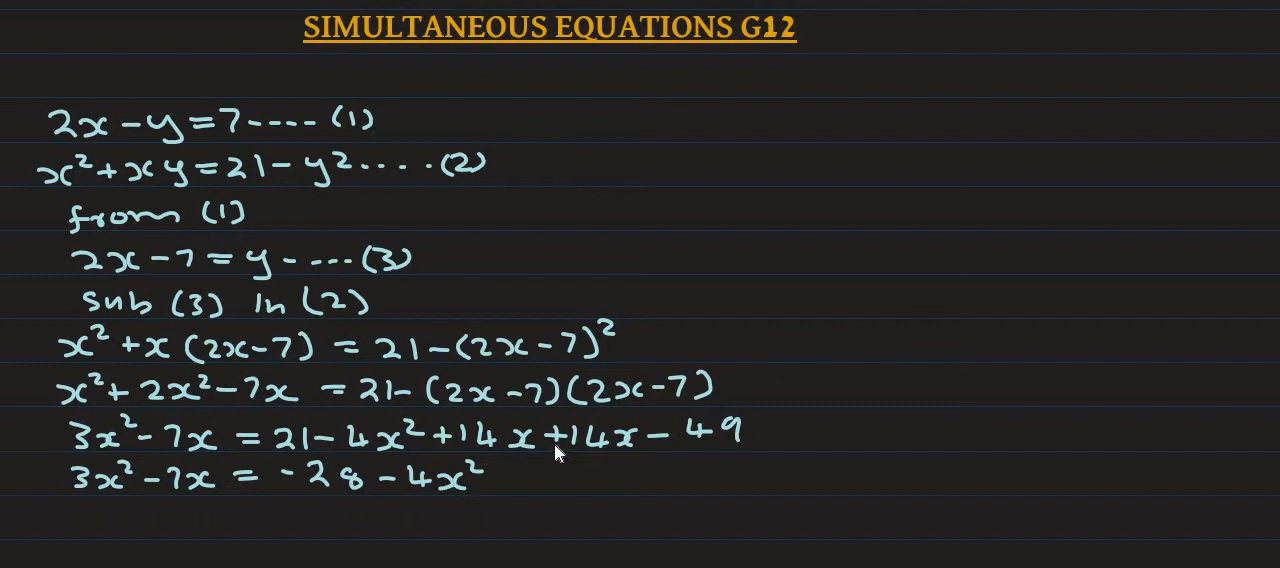 SIMULTANEOUS EQUATIONS G12
2x - y = 7 ---- (1)
x² + xy = 21 - y² .... (2)
from (1)
2x - 7 = y - --- (3)
sub (3) in (2)
x² + x (2x - 7) = 21 - (2x - 7)²
x² + 2x² - 7x = 21 - (2x - 7)(2x - 7)
3x² - 7x = 21 - 4x² + 14x + 14x - 49
3x² - 7x = -28 - 4x²